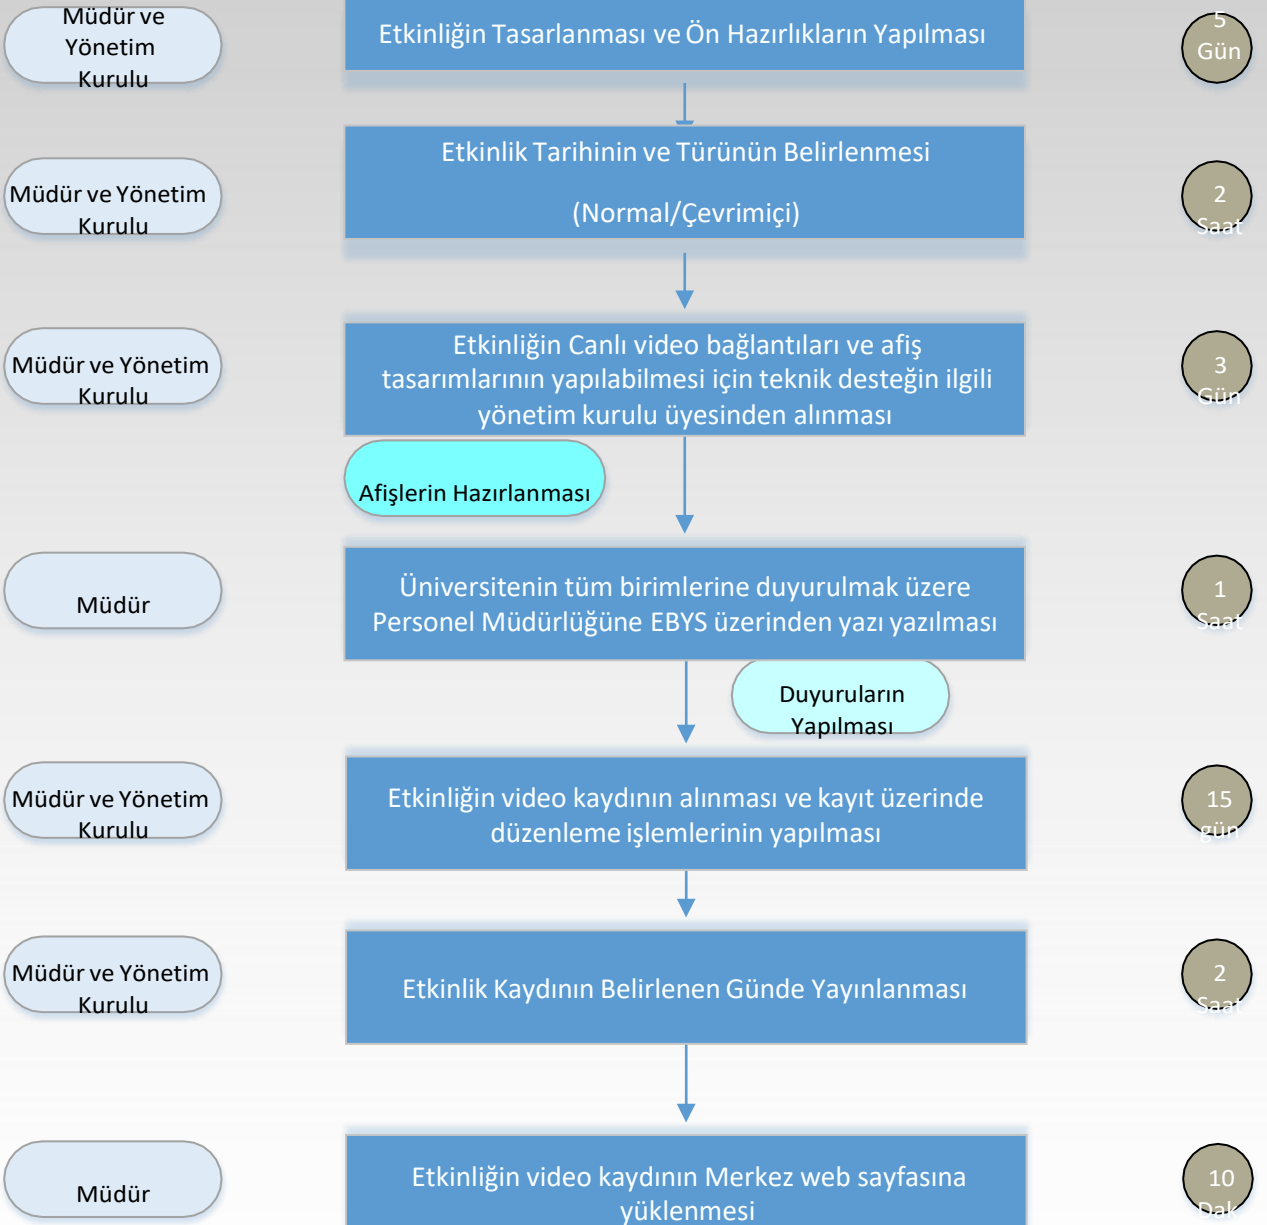 Müdür ve
Yönetim
Kurulu
Etkinliğin Tasarlanması ve Ön Hazırlıkların Yapılması
5
Gün
Müdür ve Yönetim
Kurulu
Etkinlik Tarihinin ve Türünün Belirlenmesi
(Normal/Çevrimiçi)
2
Saat
Müdür ve Yönetim
Kurulu
Etkinliğin Canlı video bağlantıları ve afiş
tasarımlarının yapılabilmesi için teknik desteğin ilgili
yönetim kurulu üyesinden alınması
3
Gün
Afişlerin Hazırlanması
Müdür
Üniversitenin tüm birimlerine duyurulmak üzere
Personel Müdürlüğüne EBYS üzerinden yazı yazılması
1
Saat
Duyuruların
Yapılması
Müdür ve Yönetim
Kurulu
Etkinliğin video kaydının alınması ve kayıt üzerinde
düzenleme işlemlerinin yapılması
15
gün
Müdür ve Yönetim
Kurulu
Etkinlik Kaydının Belirlenen Günde Yayınlanması
2
Saat
Müdür
Etkinliğin video kaydının Merkez web sayfasına
yüklenmesi
10
Dak